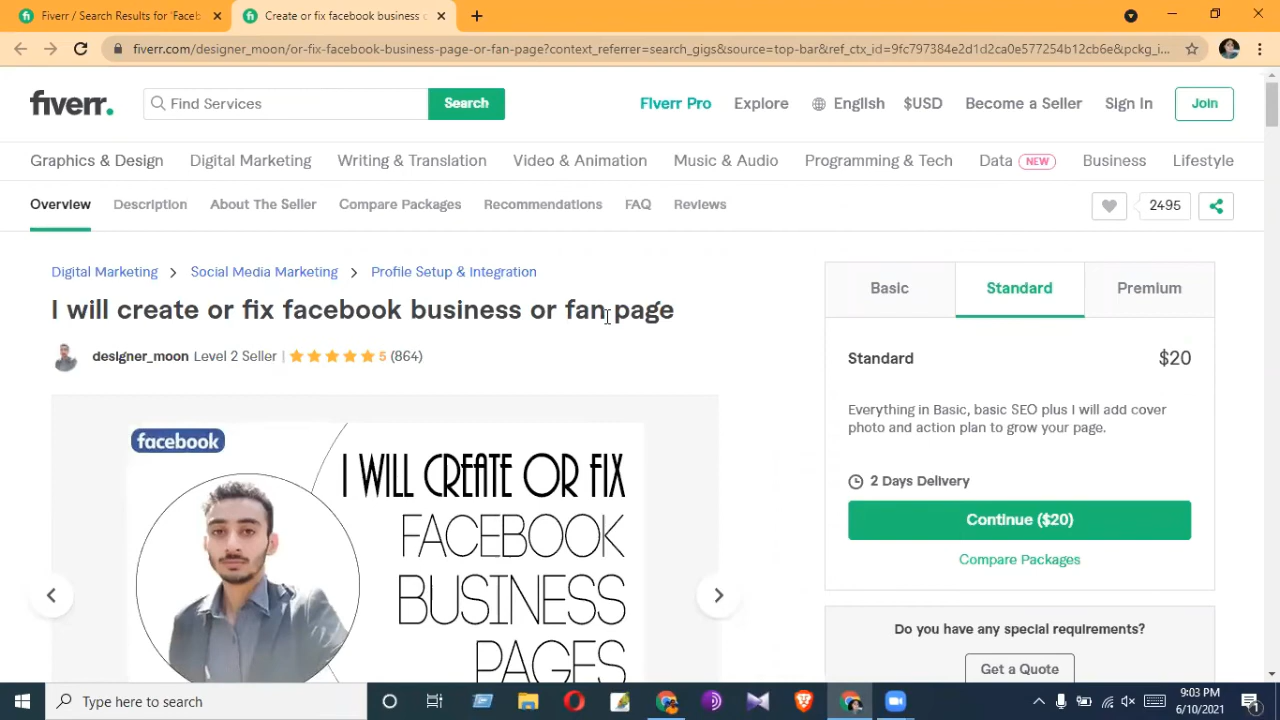 Fiverr / Search Results for 'Faceb
Create or fix facebook business o
fiverr.com/designer_moon/or-fix-facebook-business-page-or-fan-page?context_referrer=search_gigs&source=top-bar&ref_ctx_id=9fc797384e2d1d2ca0e577254b12cb6e&pckg_i...
fiverr.
Find Services
Search
Fiverr Pro
Explore
English
$USD
Become a Seller
Sign In
Join
Graphics & Design
Digital Marketing
Writing & Translation
Video & Animation
Music & Audio
Programming & Tech
Data NEW
Business
Lifestyle
Overview
Description
About The Seller
Compare Packages
Recommendations
FAQ
Reviews
2495
Digital Marketing > Social Media Marketing > Profile Setup & Integration
I will create or fix facebook business or fan page
designer_moon Level 2 Seller | 5 (864)
facebook
I WILL CREATE OR FIX
FACEBOOK
BUSINESS
PAGES
Basic
Standard
Premium
Standard
$20
Everything in Basic, basic SEO plus I will add cover
photo and action plan to grow your page.
2 Days Delivery
Continue ($20)
Compare Packages
Do you have any special requirements?
Get a Quote
Type here to search
9:03 PM
6/10/2021
1